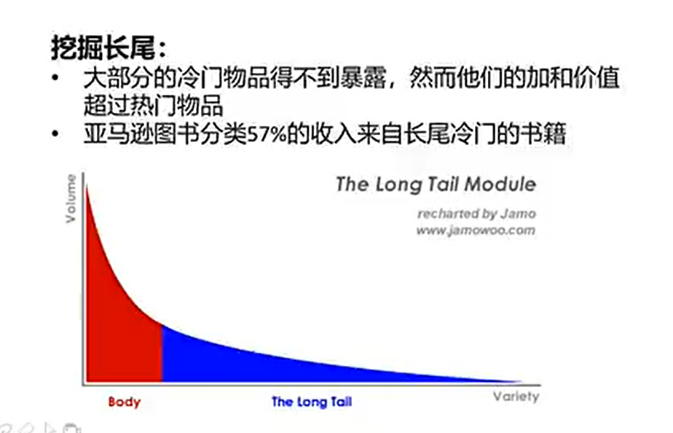 挖掘长尾：
• 大部分的冷门物品得不到暴露，然而他们的加和价值
超过热门物品
• 亚马逊图书分类57%的收入来自长尾冷门的书籍
The Long Tail Module
recharted by Jamo
www.jamowoo.com
Volume
Variety
Body
The Long Tail